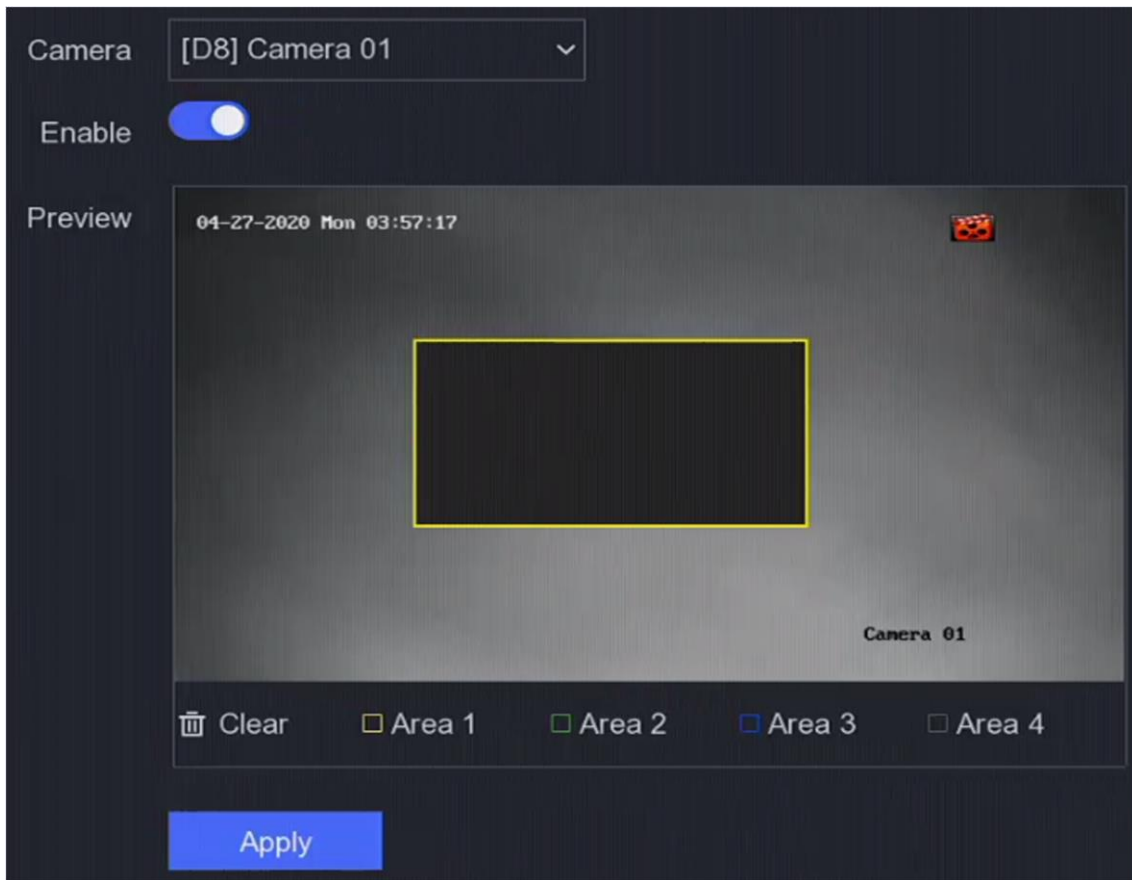 Camera [D8] Camera 01
Enable
Preview
04-27-2020 Mon 03:57:17
Camera 01
Clear Area 1 Area 2 Area 3 Area 4
Apply